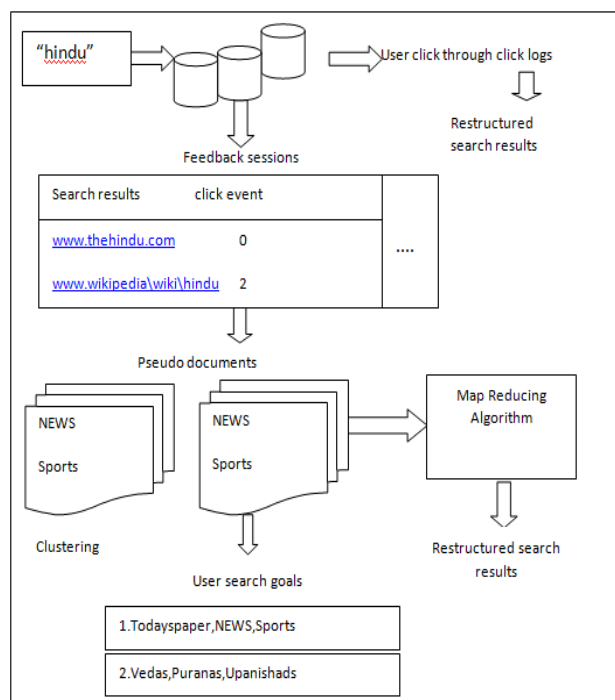 “hindu”
User click through click logs
Restructured
search results
Feedback sessions
Search results click event
www.thehindu.com 0
www.wikipedia\wiki\hindu 2
....
Pseudo documents
NEWS
Sports
NEWS
Sports
Map Reducing
Algorithm
Clustering
Restructured search
results
User search goals
1.Todayspaper,NEWS,Sports
2.Vedas,Puranas,Upanishads